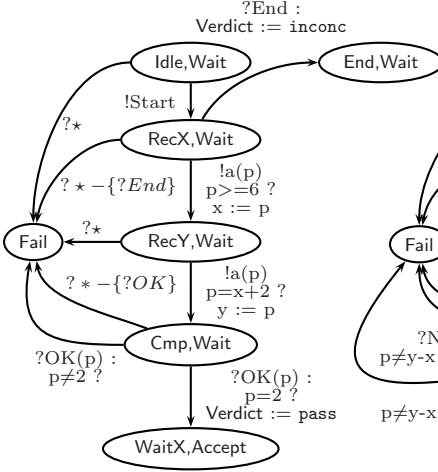 ?End :
Verdict := inconc
Idle,Wait
End,Wait
!Start
?⋆
RecX,Wait
!a(p)
p>=6 ?
x := p
? ⋆ −{?End}
Fail
?⋆
RecY,Wait
Fail
? ∗ −{?OK}
!a(p)
p=x+2 ?
y := p
Cmp,Wait
?OK(p) :
p≠2 ?
?OK(p) :
p=2 ?
Verdict := pass
?N
p≠y-x
p≠y-x
WaitX,Accept